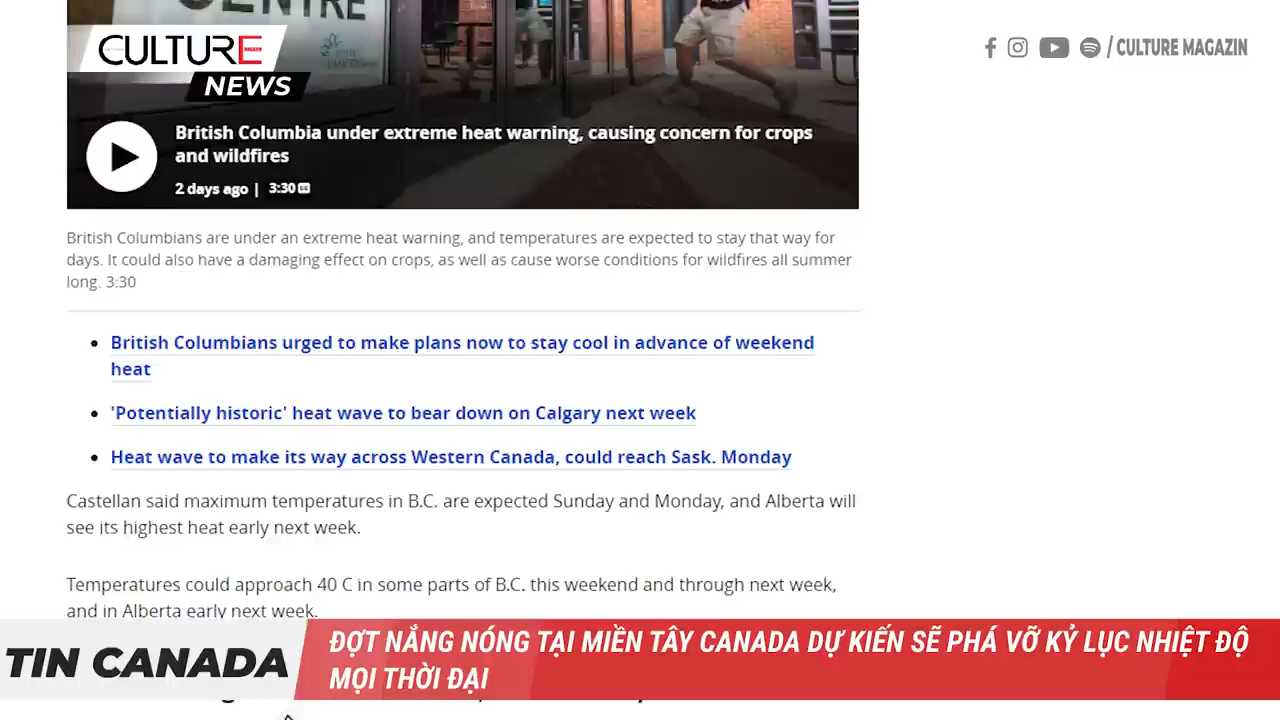 ENTRE
CULTURE
NEWS
/ CULTURE MAGAZIN
British Columbia under extreme heat warning, causing concern for crops
and wildfires
2 days ago | 3:30 CC
British Columbians are under an extreme heat warning, and temperatures are expected to stay that way for
days. It could also have a damaging effect on crops, as well as cause worse conditions for wildfires all summer
long. 3:30
British Columbians urged to make plans now to stay cool in advance of weekend
heat
'Potentially historic' heat wave to bear down on Calgary next week
Heat wave to make its way across Western Canada, could reach Sask. Monday
Castellan said maximum temperatures in B.C. are expected Sunday and Monday, and Alberta will
see its highest heat early next week.
Temperatures could approach 40 C in some parts of B.C. this weekend and through next week,
and in Alberta early next week.
TIN CANADA
ĐỢT NẮNG NÓNG TẠI MIỀN TÂY CANADA DỰ KIẾN SẼ PHÁ VỠ KỶ LỤC NHIỆT ĐỘ
MỌI THỜI ĐẠI